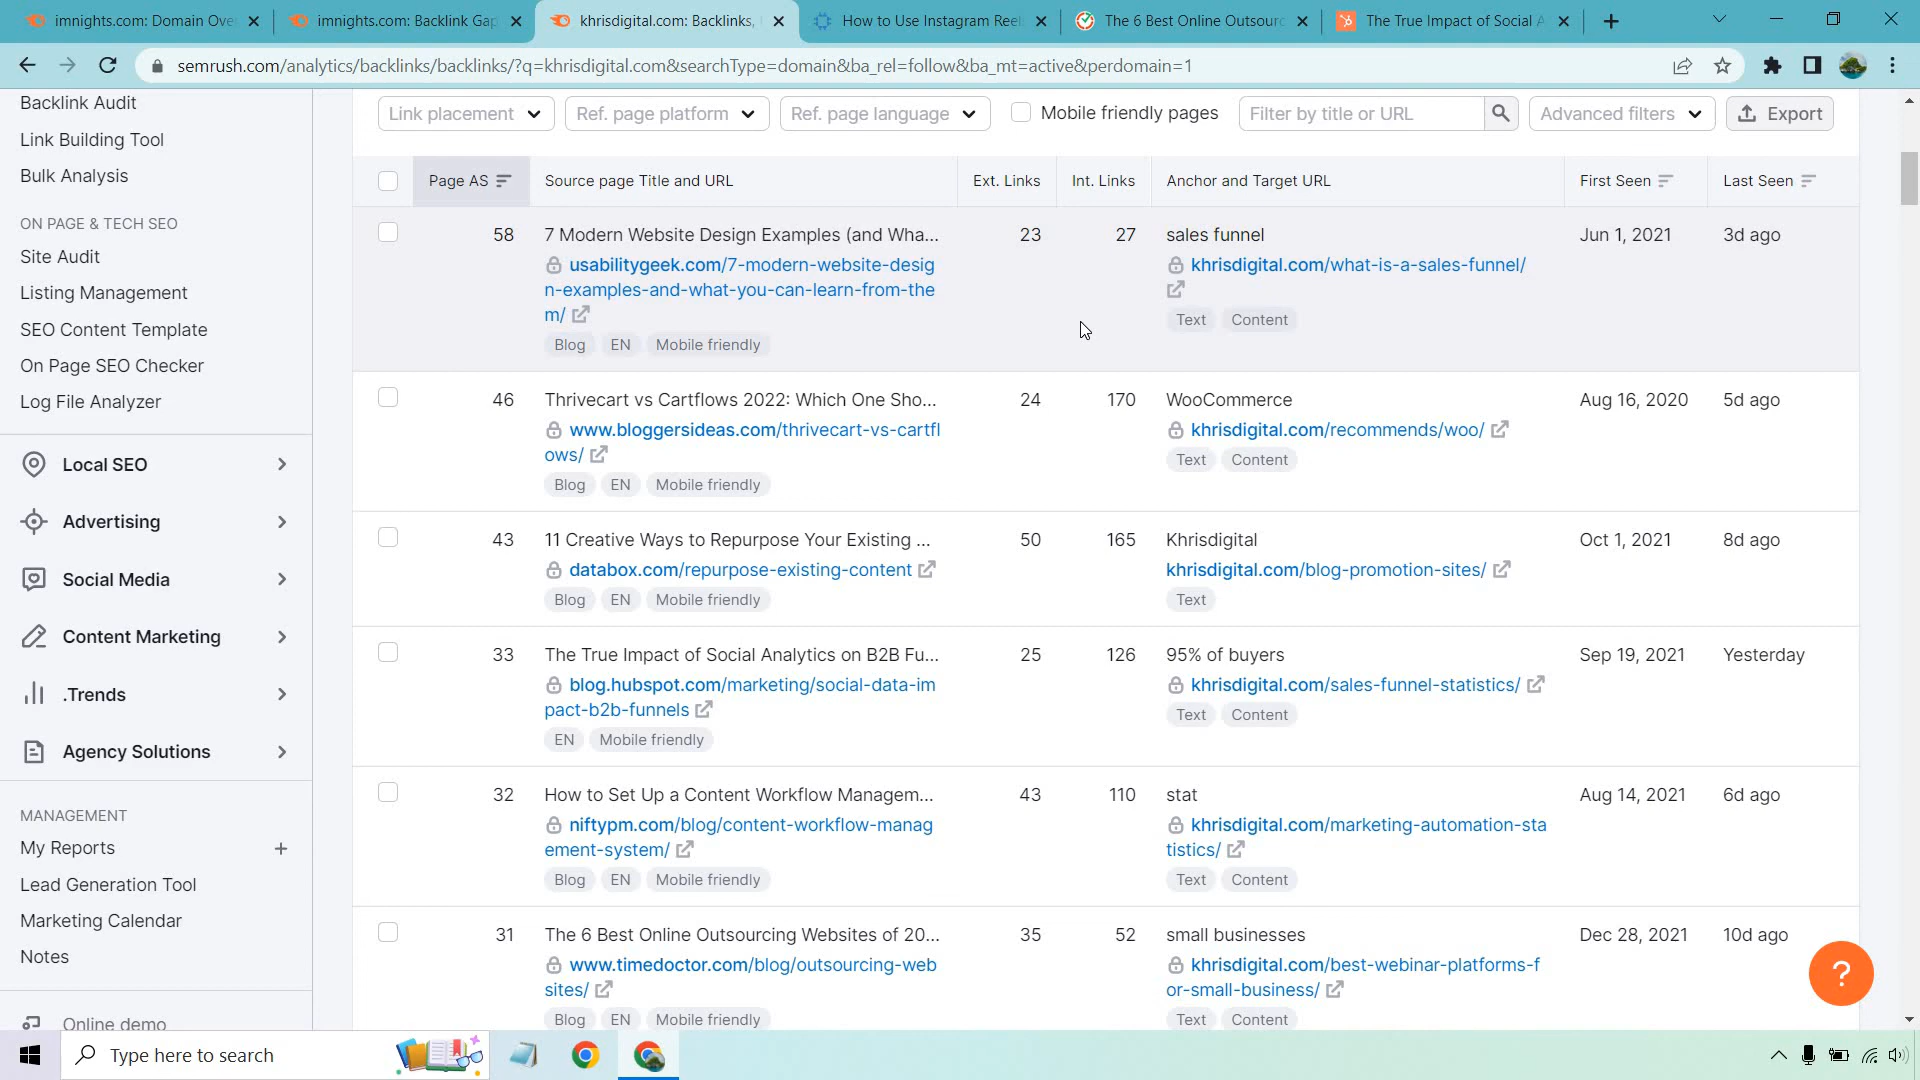 imnights.com: Domain Ove
imnights.com: Backlink Gap
khrisdigital.com: Backlinks,
How to Use Instagram Reel
The 6 Best Online Outsourc
The True Impact of Social A
semrush.com/analytics/backlinks/backlinks/?q=khrisdigital.com&searchType=domain&ba_rel=follow&ba_mt=active&perdomain=1
Backlink Audit
Link Building Tool
Bulk Analysis
ON PAGE & TECH SEO
Site Audit
Listing Management
SEO Content Template
On Page SEO Checker
Log File Analyzer
Local SEO
Advertising
Social Media
Content Marketing
.Trends
Agency Solutions
MANAGEMENT
My Reports +
Lead Generation Tool
Marketing Calendar
Notes
Online demo
Link placement
Ref. page platform
Ref. page language
Mobile friendly pages
Filter by title or URL
Advanced filters
Export
Page AS Source page Title and URL Ext. Links Int. Links Anchor and Target URL First Seen Last Seen
58 7 Modern Website Design Examples (and Wha... 23 27 sales funnel Jun 1, 2021 3d ago
usabilitygeek.com/7-modern-website-desig khrisdigital.com/what-is-a-sales-funnel/
n-examples-and-what-you-can-learn-from-the
m/
Text Content
Blog EN Mobile friendly
46 Thrivecart vs Cartflows 2022: Which One Sho... 24 170 WooCommerce Aug 16, 2020 5d ago
www.bloggersideas.com/thrivecart-vs-cartfl khrisdigital.com/recommends/woo/
ows/ Text Content
Blog EN Mobile friendly
43 11 Creative Ways to Repurpose Your Existing ... 50 165 Khrisdigital Oct 1, 2021 8d ago
databox.com/repurpose-existing-content khrisdigital.com/blog-promotion-sites/
Blog EN Mobile friendly Text
33 The True Impact of Social Analytics on B2B Fu... 25 126 95% of buyers Sep 19, 2021 Yesterday
blog.hubspot.com/marketing/social-data-im khrisdigital.com/sales-funnel-statistics/
pact-b2b-funnels Text Content
EN Mobile friendly
32 How to Set Up a Content Workflow Managem... 43 110 stat Aug 14, 2021 6d ago
niftypm.com/blog/content-workflow-manag khrisdigital.com/marketing-automation-sta
ement-system/ tistics/
Blog EN Mobile friendly Text Content
31 The 6 Best Online Outsourcing Websites of 20... 35 52 small businesses Dec 28, 2021 10d ago
www.timedoctor.com/blog/outsourcing-web khrisdigital.com/best-webinar-platforms-f
sites/ or-small-business/
Blog EN Mobile friendly Text Content
?
Type here to search